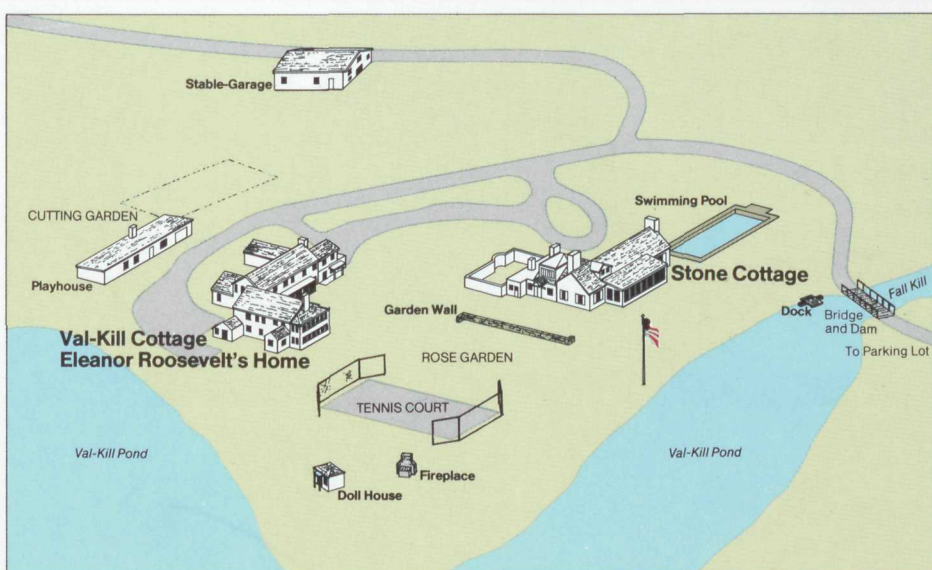 Stable-Garage
CUTTING GARDEN
Playhouse
Swimming Pool
Stone Cottage
Garden Wall
Dock
Bridge
and Dam
Fall Kill
To Parking Lot
Val-Kill Cottage
Eleanor Roosevelt's Home
ROSE GARDEN
TENNIS COURT
Val-Kill Pond
Val-Kill Pond
Fireplace
Doll House